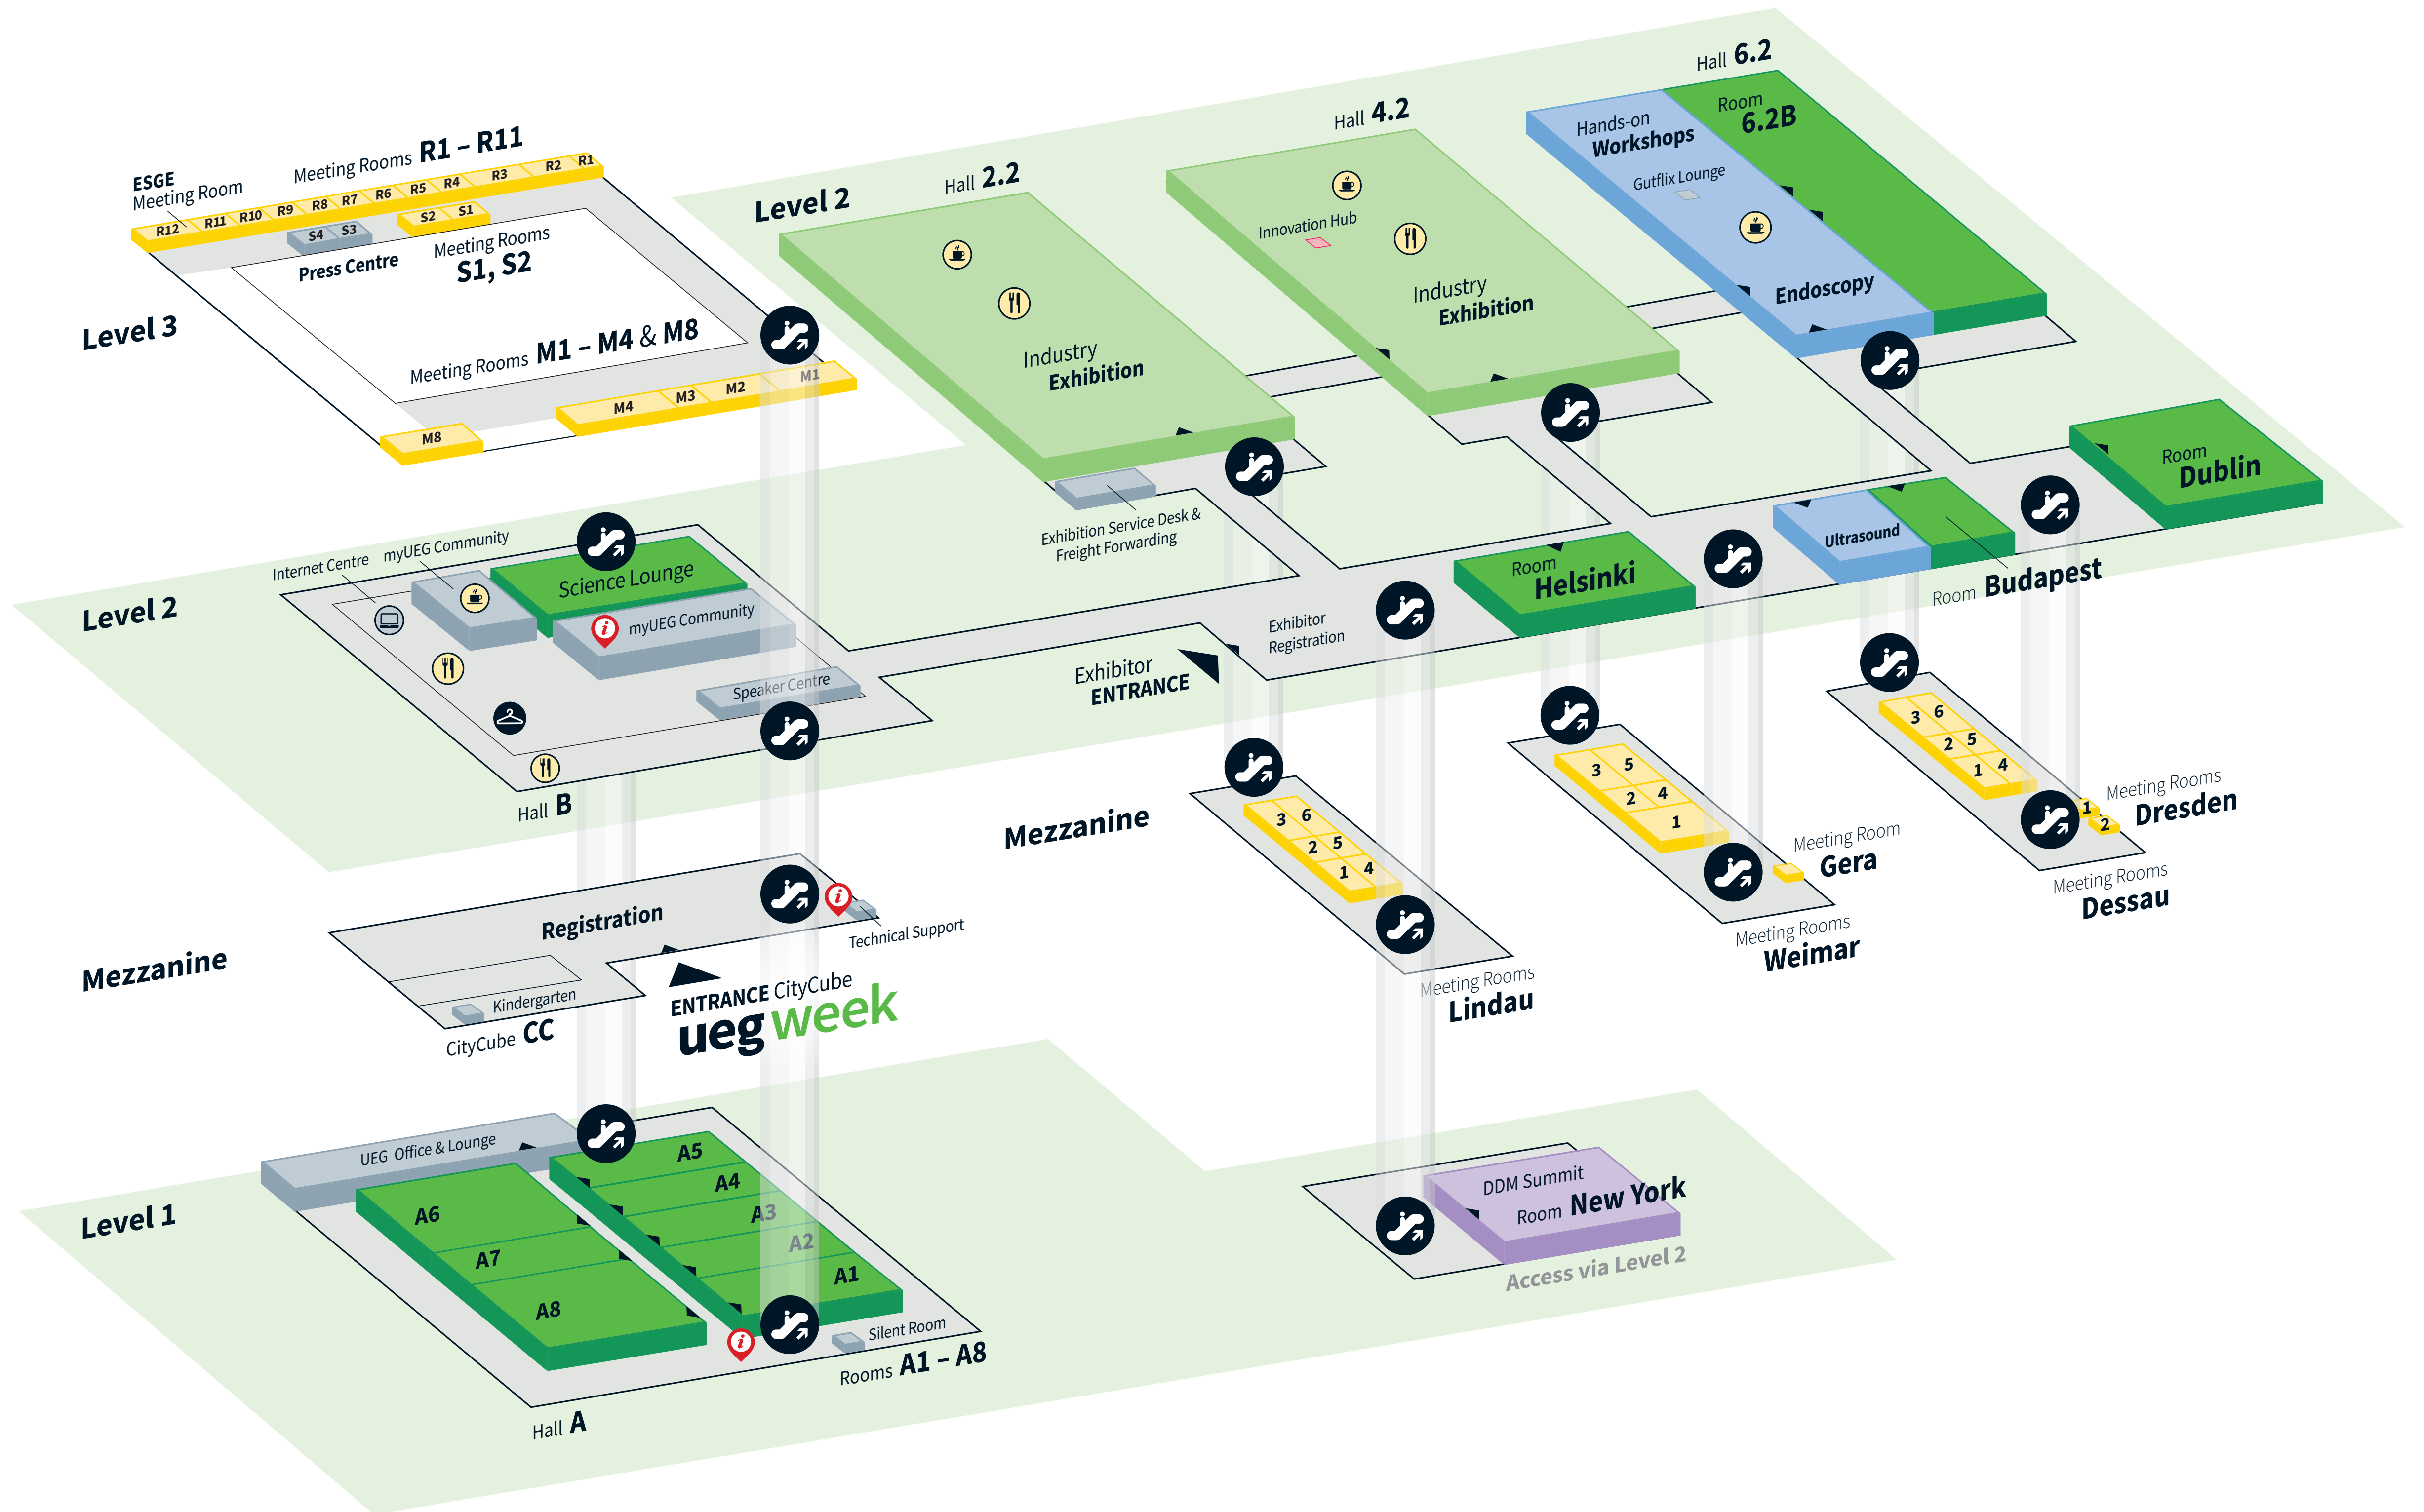 ESGE
Meeting Room
Meeting Rooms R1 – R11
R12
R11
R10
R9
R8
R7
R6
R5
R4
R3
R2
R1
S4
S3
S2
S1
Press Centre
Meeting Rooms
S1, S2
Level 3
Meeting Rooms M1 – M4 & M8
M8
M4
M3
M2
M1
Level 2
Hall 2.2
Industry
Exhibition
Hall 4.2
Innovation Hub
Industry
Exhibition
Hall 6.2
Hands-on
Workshops
Room
6.2B
Gutflix Lounge
Endoscopy
Room
Dublin
Exhibition Service Desk &
Freight Forwarding
Ultrasound
Room Budapest
Room
Helsinki
Exhibitor
Registration
Exhibitor
ENTRANCE
Level 2
Internet Centre
myUEG Community
Science Lounge
i
myUEG Community
Speaker Centre
Hall B
Mezzanine
3 6
2 5
1 4
Meeting Rooms
Lindau
3 5
2 4
1
Meeting Room
Gera
Meeting Rooms
Weimar
3 6
2 5
1 4
1
2
Meeting Rooms
Dresden
Meeting Rooms
Dessau
Mezzanine
Registration
i
Technical Support
Kindergarten
CityCube CC
ENTRANCE CityCube
ueg week
Level 1
UEG Office & Lounge
A5
A4
A3
A2
A1
A6
A7
A8
i
Silent Room
Rooms A1 – A8
Hall A
DDM Summit
Room New York
Access via Level 2